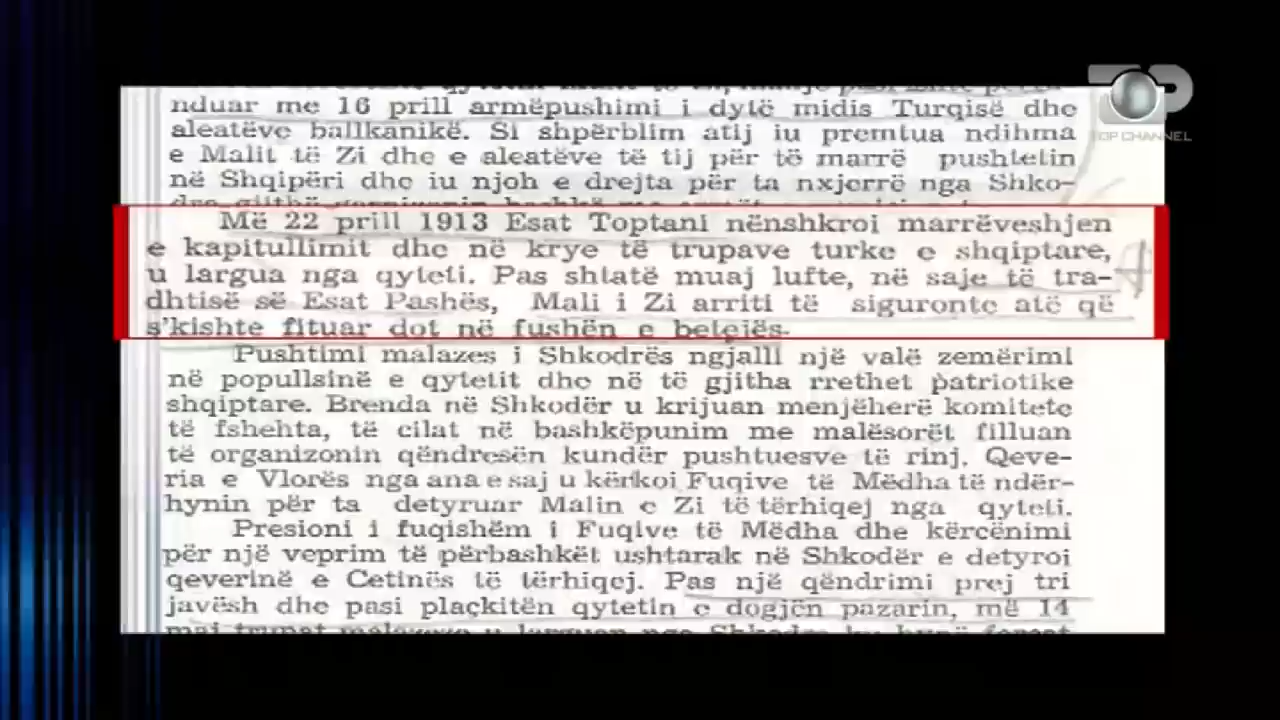 nduar me 16 prill armëpushimi i dytë midis Turqisë dhe
aleatëve ballkanikë. Si shpërblim atij iu premtua ndihma
e Malit të Zi dhe e aleatëve të tij për të marrë pushtetin
në Shqipëri dhe iu njoh e drejta për ta nxjerrë nga Shko-
Më 22 prill 1913 Esat Toptani nënshkroi marrëveshjen
e kapitullimit dhe në krye të trupave turke e shqiptare,
u largua nga qyteti. Pas shtatë muaj lufte, në saje të tra-
dhtisë së Esat Pashës, Mali i Zi arriti të siguronte atë që
s'kishte fituar dot në fushën e betejës.
Pushtimi malazes i Shkodrës ngjalli një valë zemërimi
në popullsinë e qytetit dhe në të gjitha rrethet patriotike
shqiptare. Brenda në Shkodër u krijuan menjëherë komitete
të fshehta, të cilat në bashkëpunim me malësorët filluan
të organizonin qëndresën kundër pushtuesve të rinj. Qeve-
ria e Vlorës nga ana e saj u kërkoi Fuqive të Mëdha të ndër-
hynin për ta detyruar Malin e Zi të tërhiqej nga qyteti.
Presioni i fuqishëm i Fuqive të Mëdha dhe kërcënimi
për një veprim të përbashkët ushtarak në Shkodër e detyroi
qeverinë e Cetinës të tërhiqej. Pas një qëndrimi prej tri
javësh dhe pasi plaçkitën qytetin e dogjën pazarin, më 14
TOP CHANNEL